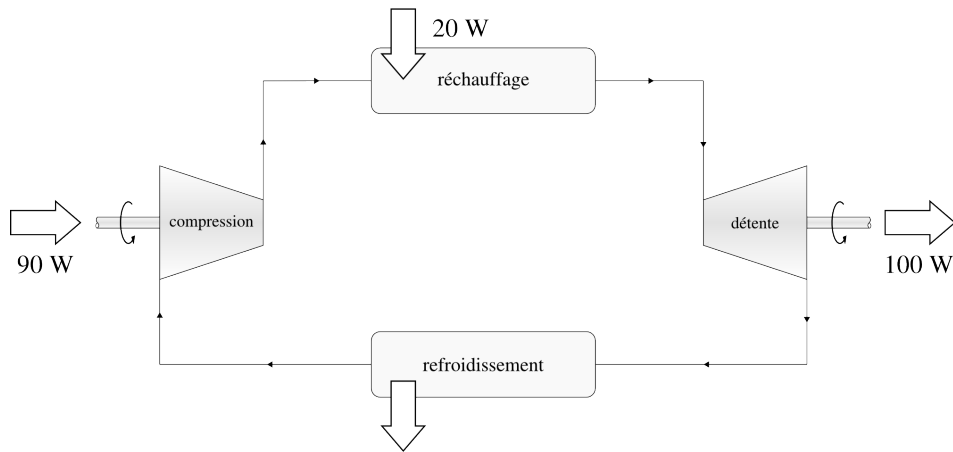 20 W
réchauffage
compression
détente
90 W
100 W
refroidissement